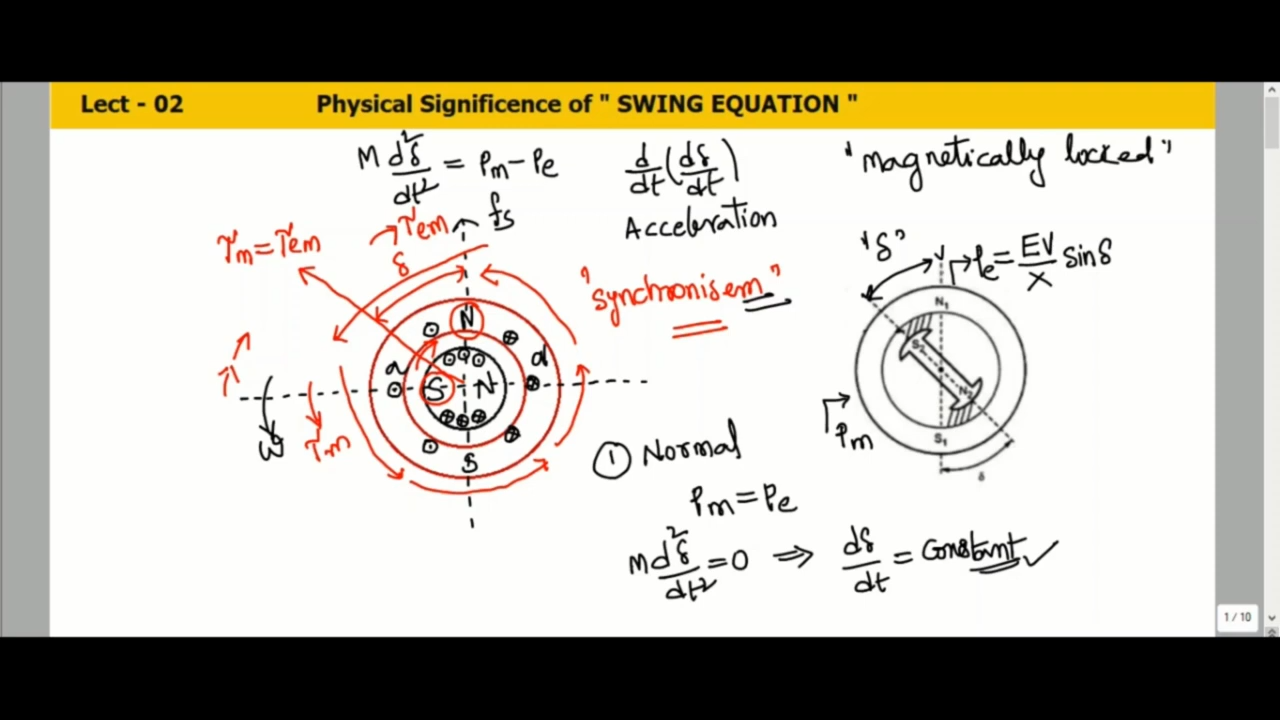 Lect - 02 Physical Significence of " SWING EQUATION "
M d²δ/dt² = Pm - Pe
d/dt (dδ/dt)
"magnetically locked"
Acceleration
τm = τem
τem
fs
δ
"synchronisem"
"δ"
Pe = EV/X sinδ
N
a
d
S N
S
ω
τm
N1
S2
N2
S1
δ
Pm
① Normal
Pm = Pe
M d²δ/dt² = 0 ⇒ dδ/dt = constant ✓
1 / 10